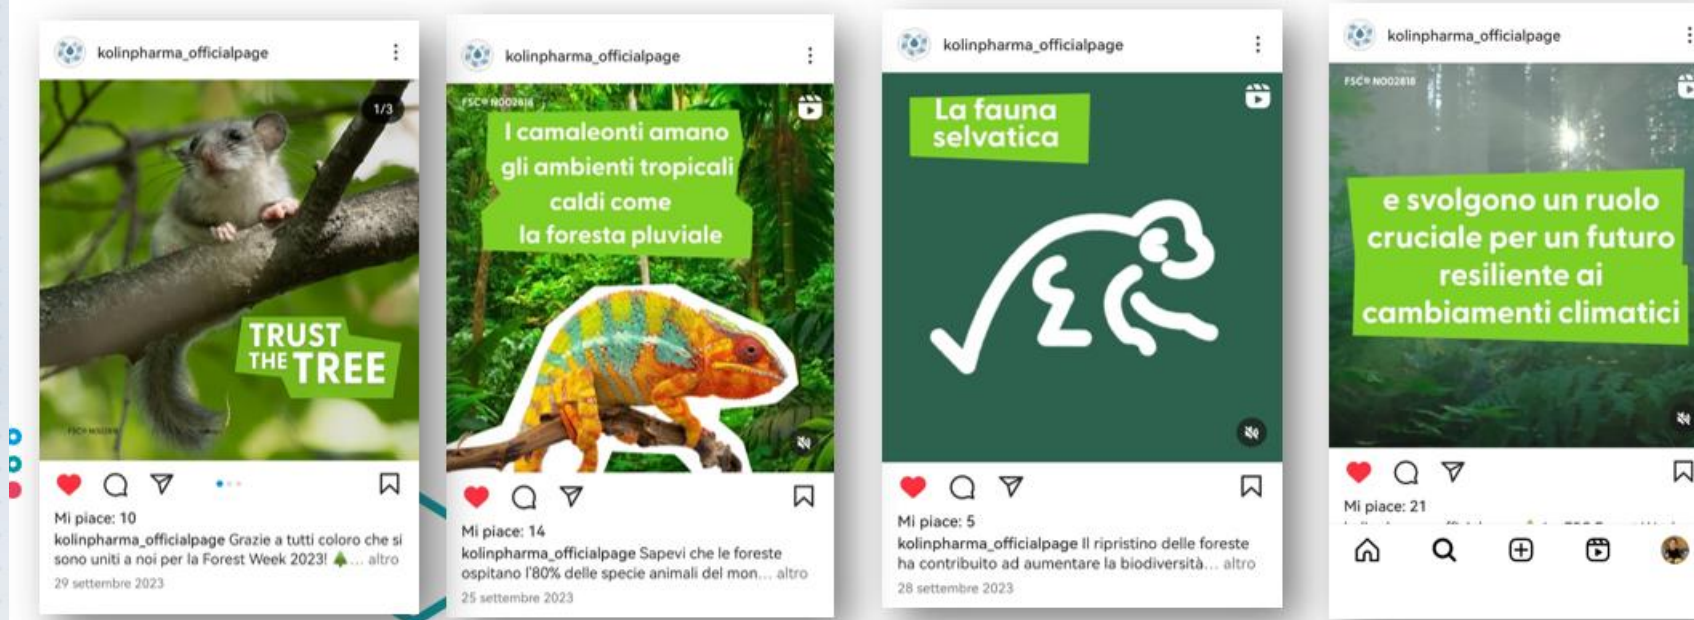 kolinpharma_officialpage
1/3
TRUST
THE TREE
Mi piace: 10
kolinpharma_officialpage Grazie a tutti coloro che si
sono uniti a noi per la Forest Week 2023! 🌲... altro
29 settembre 2023
kolinpharma_officialpage
FSC® N002818
I camaleonti amano
gli ambienti tropicali
caldi come
la foresta pluviale
Mi piace: 14
kolinpharma_officialpage Sapevi che le foreste
ospitano l'80% delle specie animali del mon... altro
25 settembre 2023
kolinpharma_officialpage
La fauna
selvatica
Mi piace: 5
kolinpharma_officialpage Il ripristino delle foreste
ha contribuito ad aumentare la biodiversità... altro
28 settembre 2023
kolinpharma_officialpage
FSC® N002818
e svolgono un ruolo
cruciale per un futuro
resiliente ai
cambiamenti climatici
Mi piace: 21